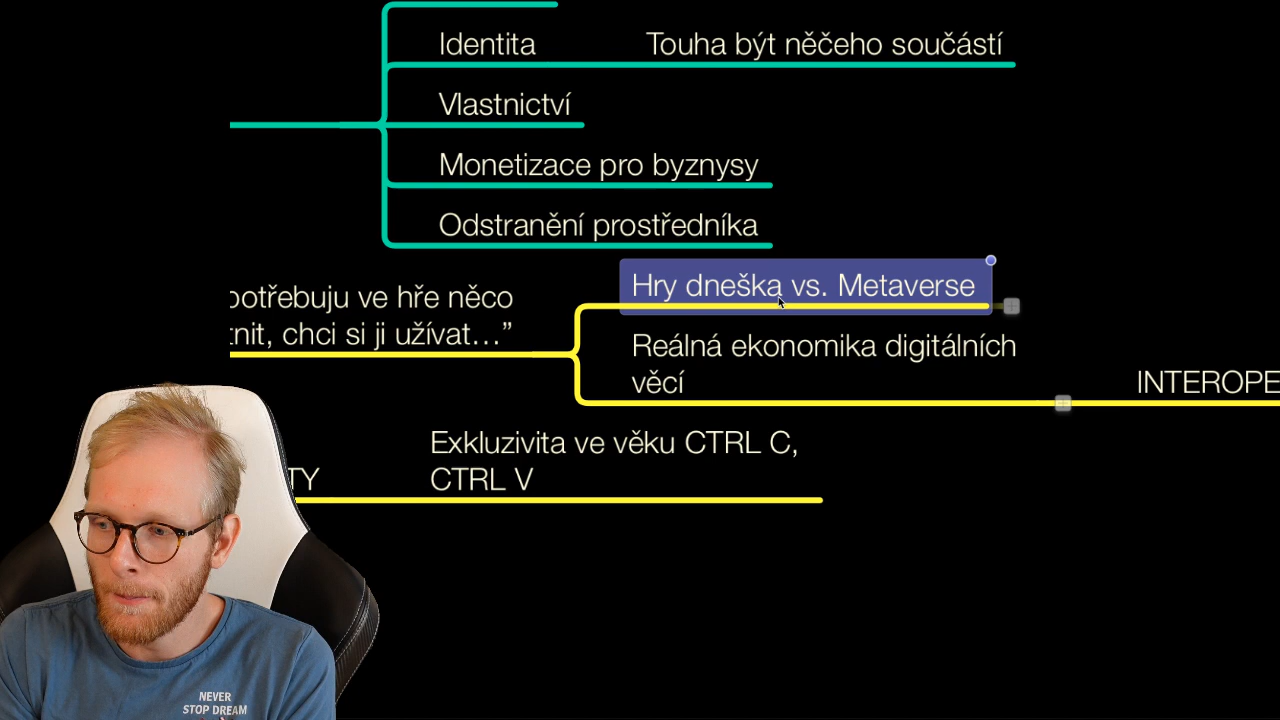 Identita
Touha být něčeho součástí
Vlastnictví
Monetizace pro byznysy
Odstranění prostředníka
potřebuju ve hře něco
tnit, chci si ji užívat…”
Hry dneška vs. Metaverse
Reálná ekonomika digitálních
věcí
INTEROPE
TY
Exkluzivita ve věku CTRL C,
CTRL V
NEVER
STOP DREAM